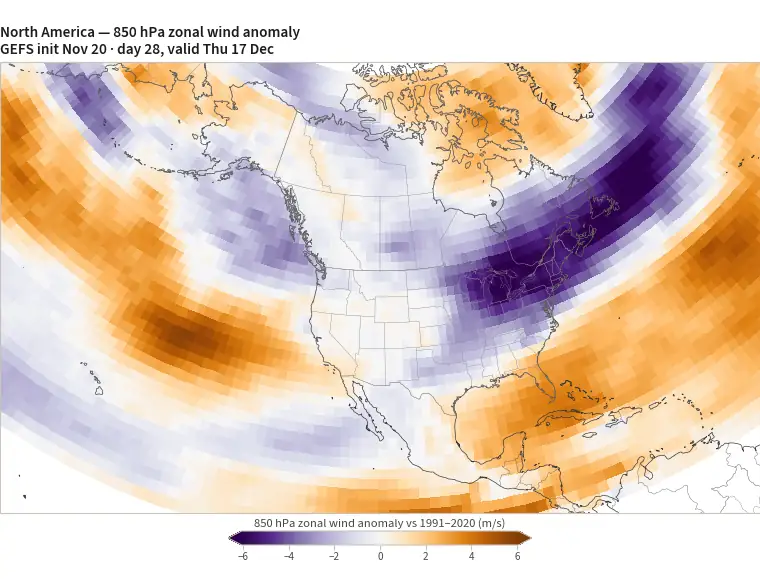 North America — 850 hPa zonal wind anomaly
GEFS init Nov 20 · day 28, valid Thu 17 Dec
850 hPa zonal wind anomaly vs 1991–2020 (m/s)
−6 −4 −2 0 2 4 6